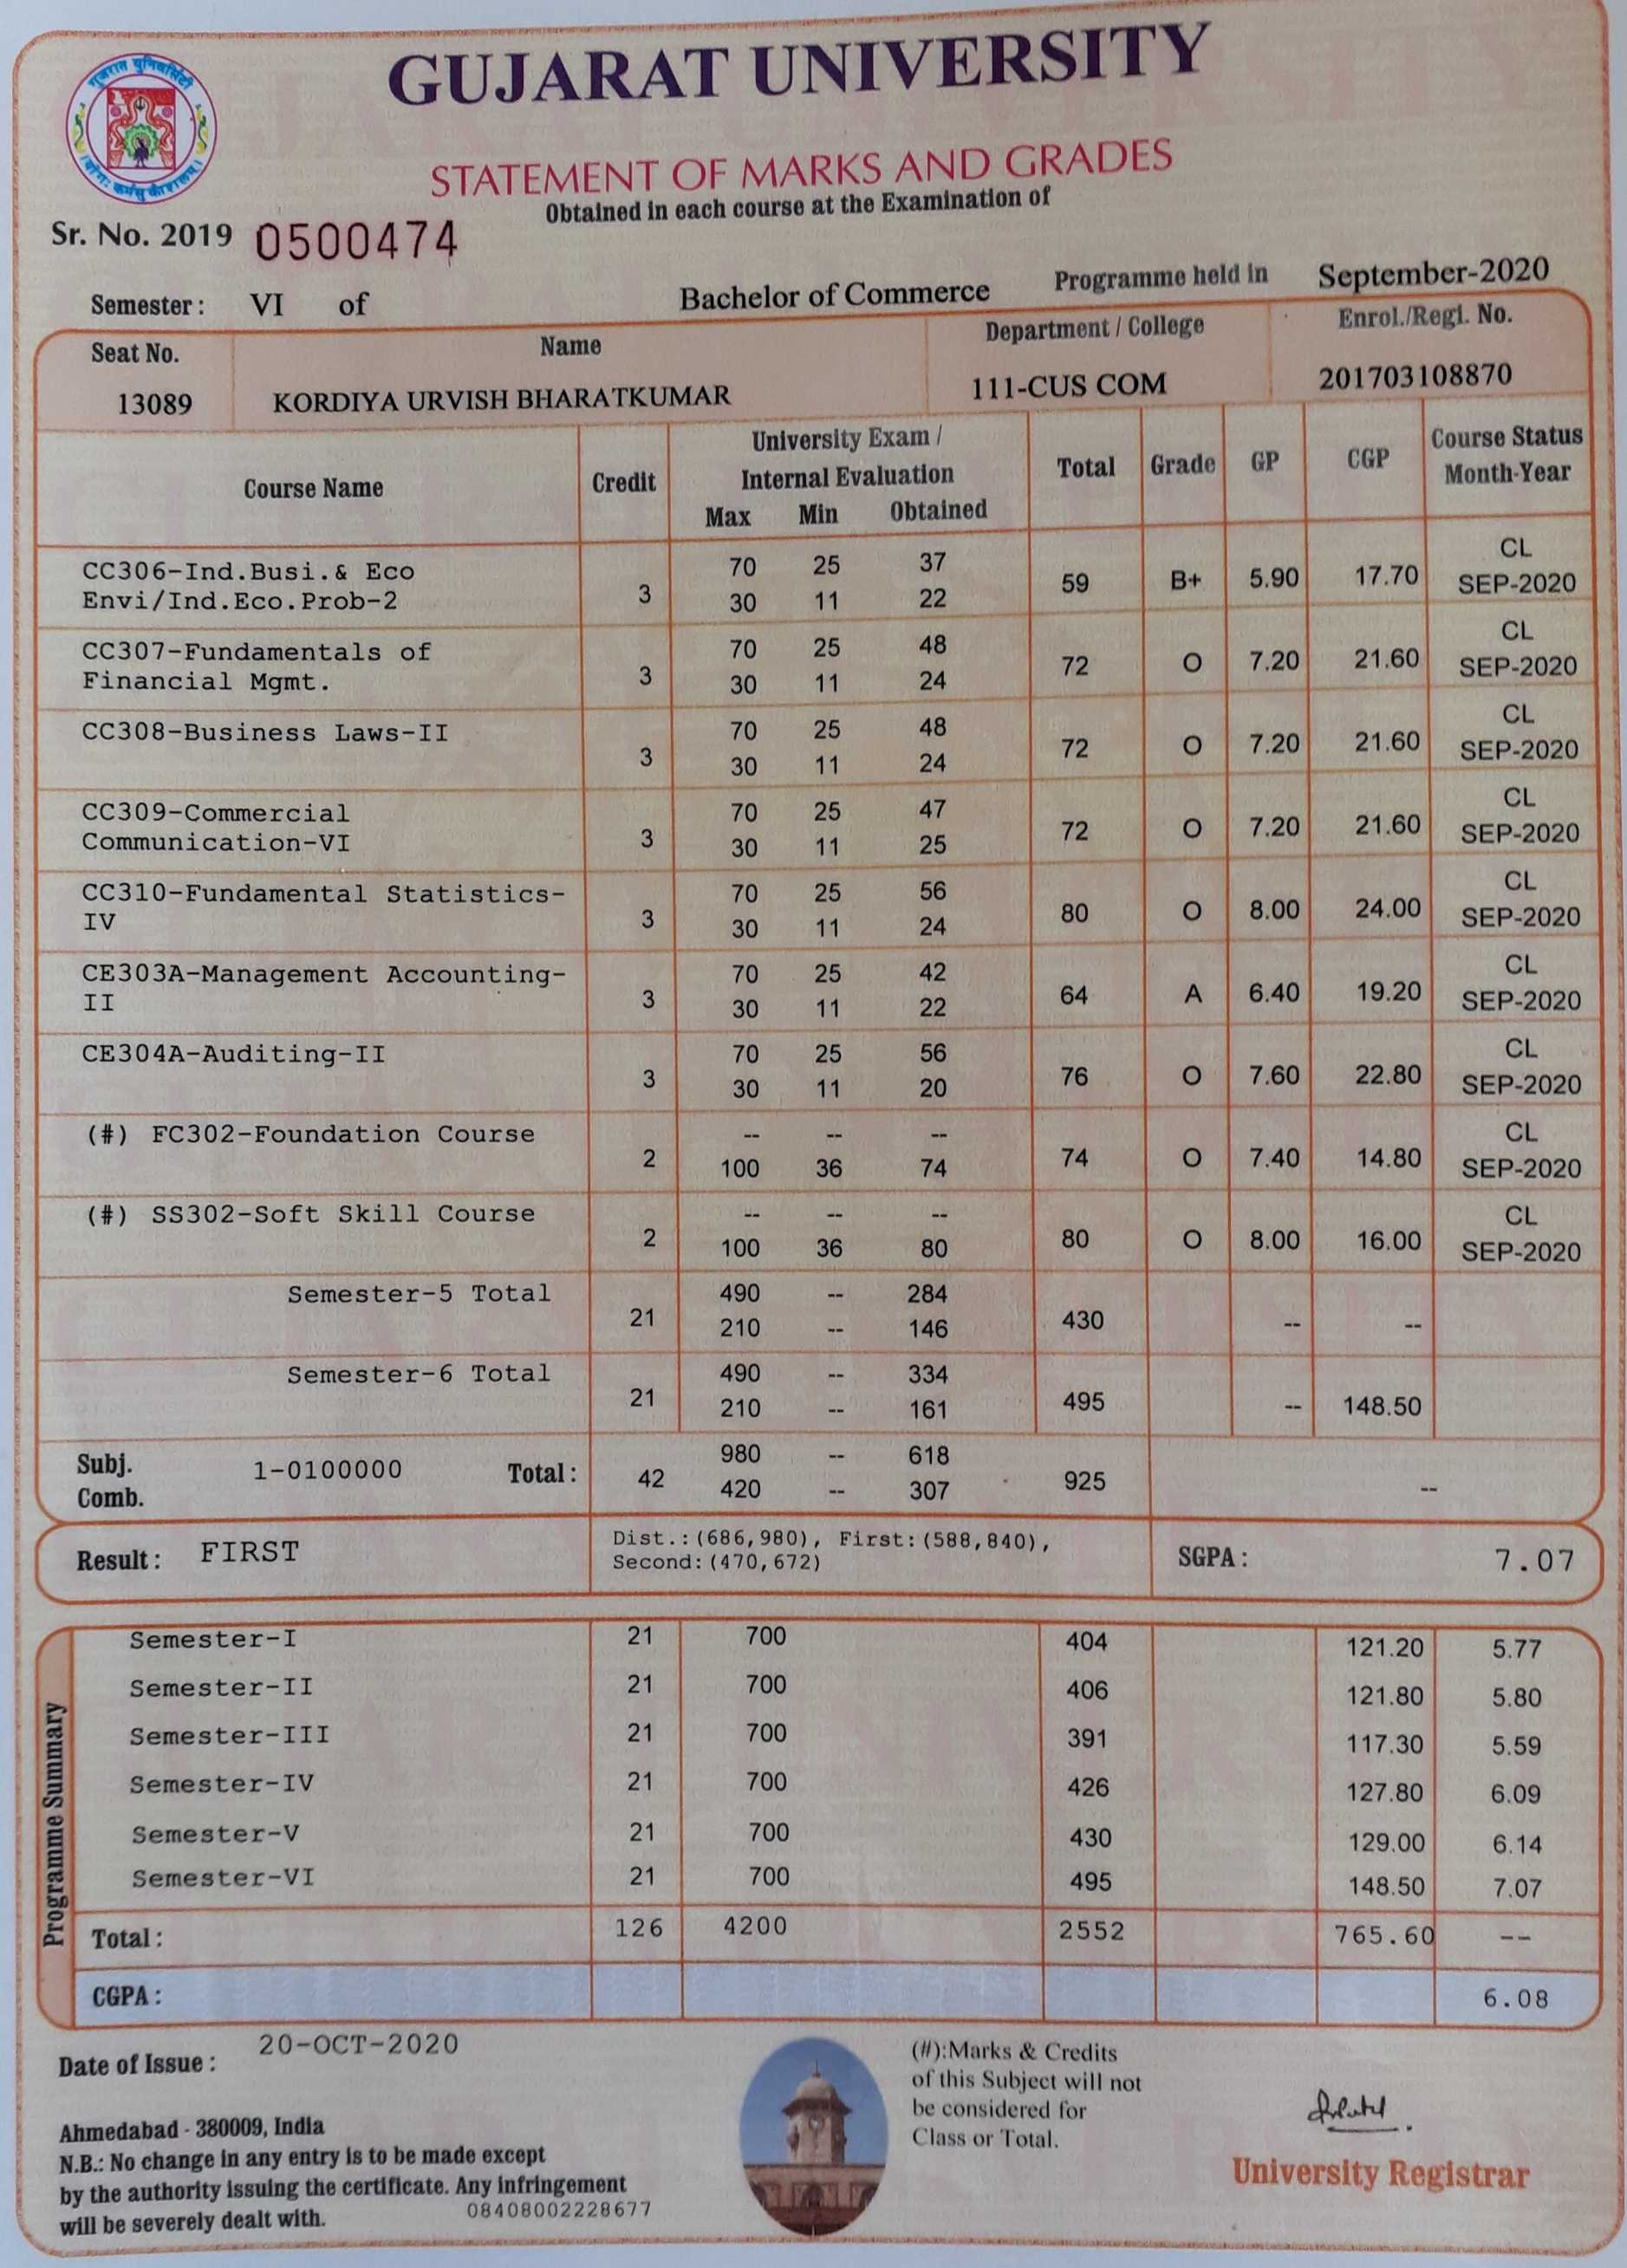 गुजरात युनिवर्सिटी
GUJARAT UNIVERSITY
STATEMENT OF MARKS AND GRADES
Obtained in each course at the Examination of
Sr. No. 2019 0500474
Semester : VI of Bachelor of Commerce Programme held in September-2020
Seat No. Name Department / College Enrol./Regl. No.
13089 KORDIYA URVISH BHARATKUMAR 111-CUS COM 201703108870
Course Name Credit University Exam / Internal Evaluation Total Grade GP CGP Course Status Month-Year
Max Min Obtained
CC306-Ind.Busi.& Eco 70 25 37 CL
Envi/Ind.Eco.Prob-2 3 30 11 22 59 B+ 5.90 17.70 SEP-2020
CC307-Fundamentals of 70 25 48 CL
Financial Mgmt. 3 30 11 24 72 O 7.20 21.60 SEP-2020
CC308-Business Laws-II 70 25 48 CL
3 30 11 24 72 O 7.20 21.60 SEP-2020
CC309-Commercial 70 25 47 CL
Communication-VI 3 30 11 25 72 O 7.20 21.60 SEP-2020
CC310-Fundamental Statistics- 70 25 56 CL
IV 3 30 11 24 80 O 8.00 24.00 SEP-2020
CE303A-Management Accounting- 70 25 42 CL
II 3 30 11 22 64 A 6.40 19.20 SEP-2020
CE304A-Auditing-II 70 25 56 CL
3 30 11 20 76 O 7.60 22.80 SEP-2020
(#) FC302-Foundation Course -- -- -- CL
2 100 36 74 74 O 7.40 14.80 SEP-2020
(#) SS302-Soft Skill Course -- -- -- CL
2 100 36 80 80 O 8.00 16.00 SEP-2020
Semester-5 Total 490 -- 284
21 210 -- 146 430 -- --
Semester-6 Total 490 -- 334
21 210 -- 161 495 -- 148.50
Subj. Comb. 1-0100000 Total : 980 -- 618
42 420 -- 307 925 --
Result : FIRST Dist.:(686,980), First:(588,840), SGPA : 7.07
Second:(470,672)
Programme Summary
Semester-I 21 700 404 121.20 5.77
Semester-II 21 700 406 121.80 5.80
Semester-III 21 700 391 117.30 5.59
Semester-IV 21 700 426 127.80 6.09
Semester-V 21 700 430 129.00 6.14
Semester-VI 21 700 495 148.50 7.07
Total : 126 4200 2552 765.60 --
CGPA : 6.08
Date of Issue : 20-OCT-2020
(#):Marks & Credits
of this Subject will not
be considered for
Class or Total.
Ahmedabad - 380009, India
N.B.: No change in any entry is to be made except
by the authority issuing the certificate. Any infringement
will be severely dealt with. 08408002228677
University Registrar